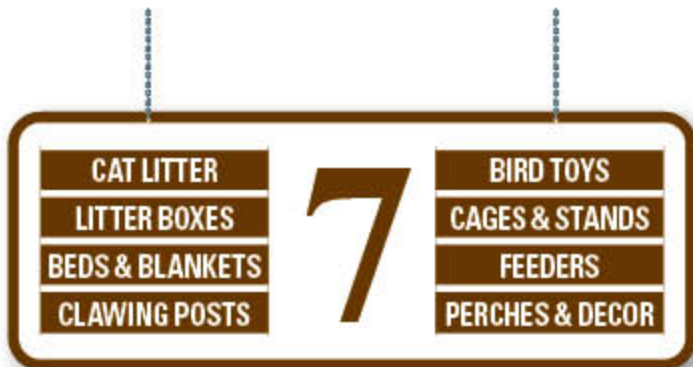 CAT LITTER
LITTER BOXES
BEDS & BLANKETS
CLAWING POSTS
7
BIRD TOYS
CAGES & STANDS
FEEDERS
PERCHES & DECOR